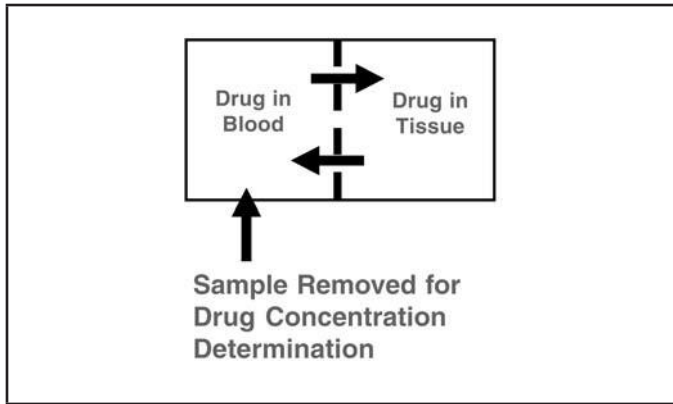 Drug in
Blood
Drug in
Tissue
Sample Removed for
Drug Concentration
Determination